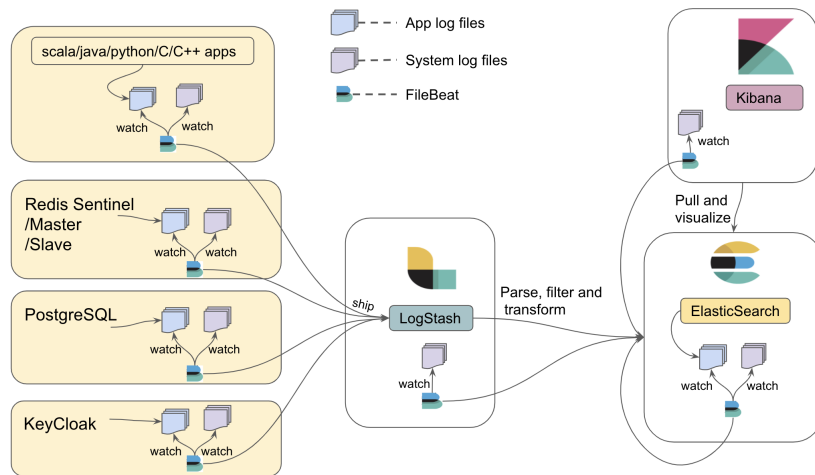 scala/java/python/C/C++ apps
watch
watch
App log files
System log files
FileBeat
Kibana
watch
Pull and
visualize
Redis Sentinel
/Master
/Slave
watch
watch
PostgreSQL
watch
watch
KeyCloak
watch
watch
ship
LogStash
watch
Parse, filter and
transform
ElasticSearch
watch
watch